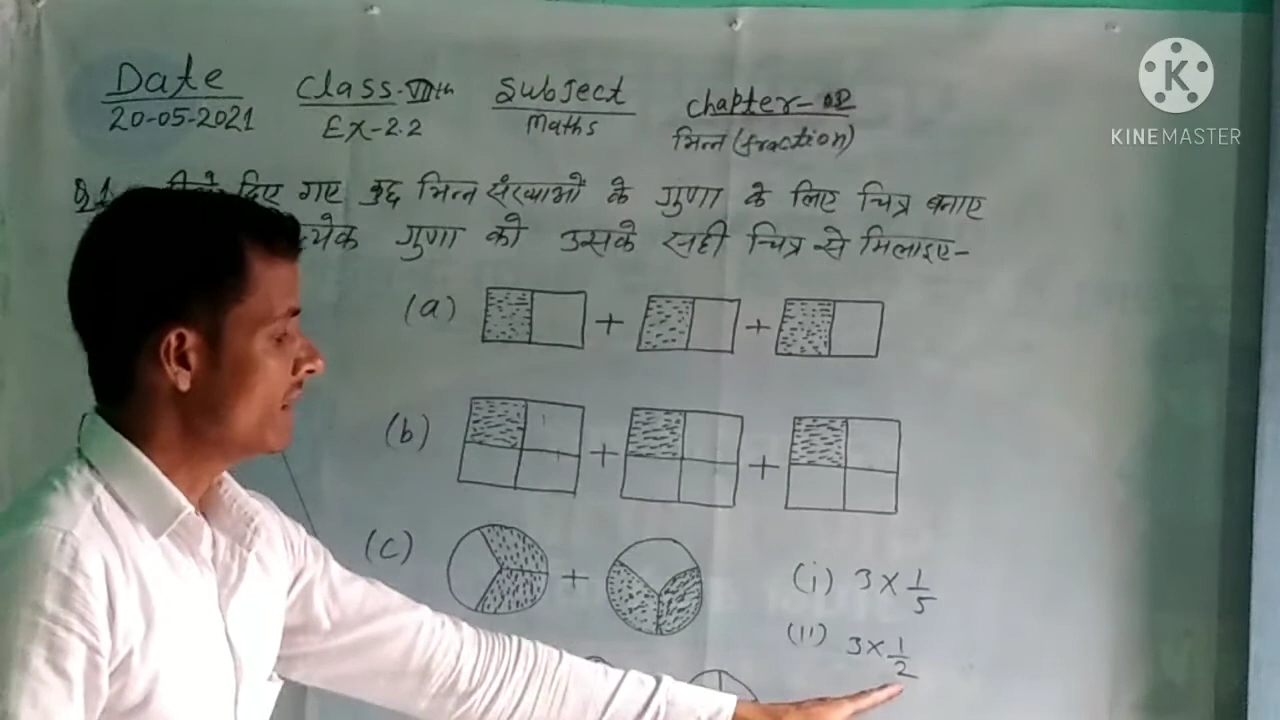 Date Class-VIIth Subject Chapter-02
20-05-2021 Ex-2.2 Maths भिन्न (fraction)
Q.1 दिए गए कुछ भिन्न संख्याओं के गुणा के लिए चित्र बनाए
गुणा को उसके सही चित्र से मिलाइए-
(a) + +
(b) + +
(c) +
(i) 3 × 1/5
(ii) 3 × 1/2
K
KINEMASTER